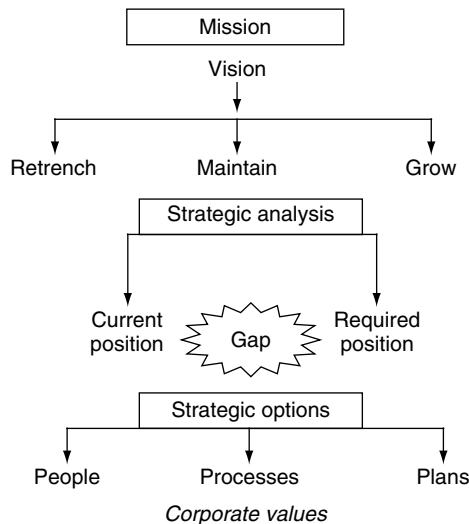 Mission
Vision
Retrench Maintain Grow
Strategic analysis
Current position
Gap
Required position
Strategic options
People Processes Plans
Corporate values